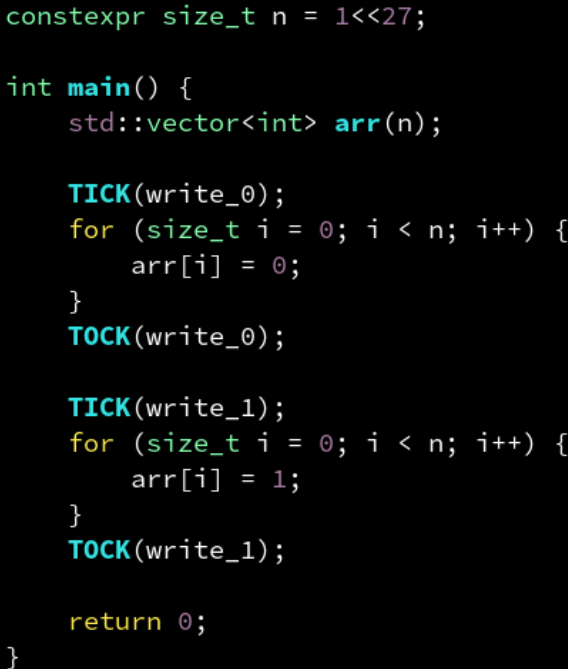 constexpr size_t n = 1<<27;
int main() {
    std::vector<int> arr(n);
    TICK(write_0);
    for (size_t i = 0; i < n; i++) {
        arr[i] = 0;
    }
    TOCK(write_0);
    TICK(write_1);
    for (size_t i = 0; i < n; i++) {
        arr[i] = 1;
    }
    TOCK(write_1);
    return 0;
}